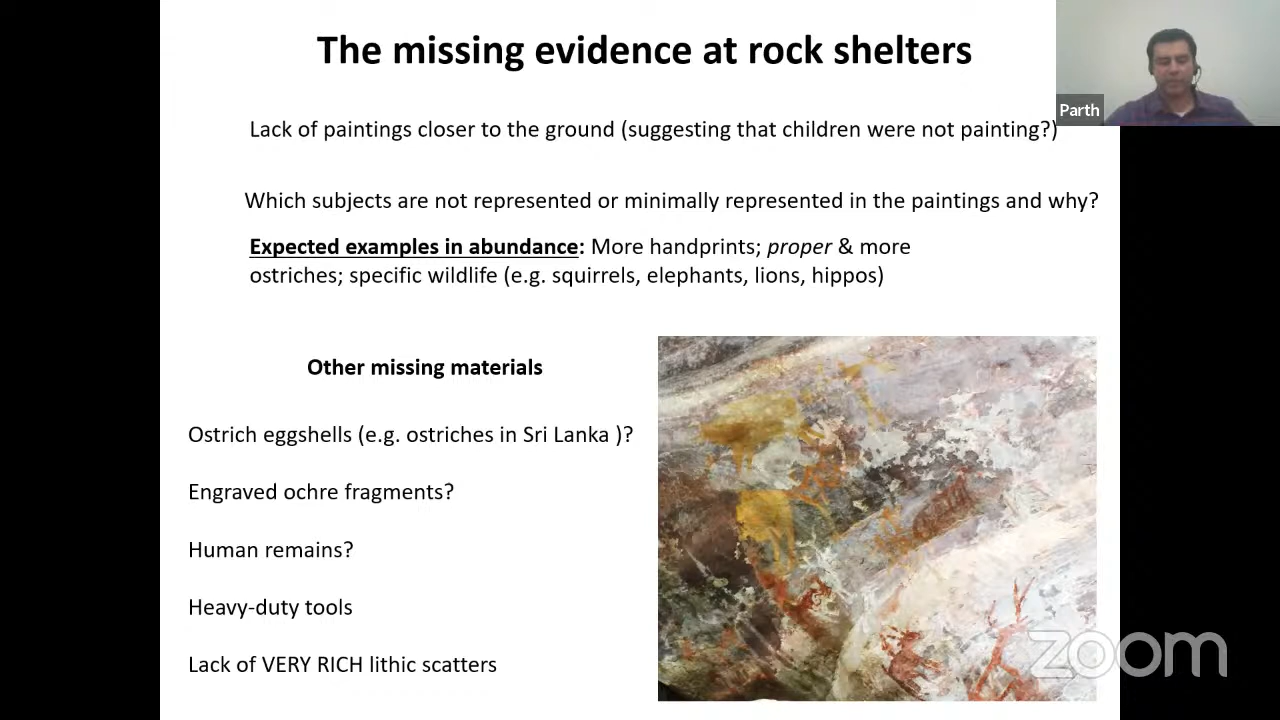 The missing evidence at rock shelters
Parth
Lack of paintings closer to the ground (suggesting that children were not painting?)
Which subjects are not represented or minimally represented in the paintings and why?
Expected examples in abundance: More handprints; proper & more
ostriches; specific wildlife (e.g. squirrels, elephants, lions, hippos)
Other missing materials
Ostrich eggshells (e.g. ostriches in Sri Lanka )?
Engraved ochre fragments?
Human remains?
Heavy-duty tools
Lack of VERY RICH lithic scatters
zoom